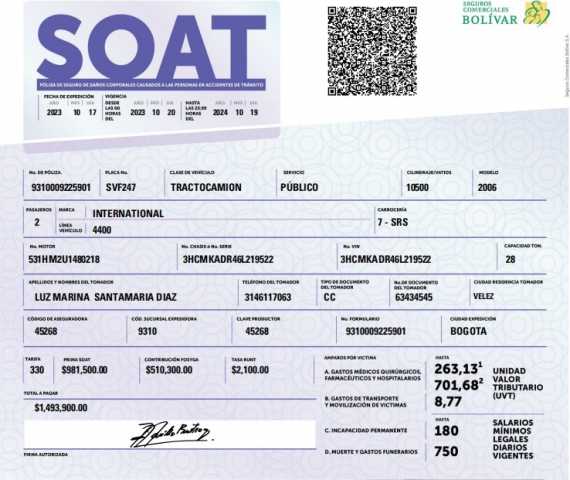 SOAT
SEGUROS
COMERCIALES
BOLÍVAR
PÓLIZA DE SEGURO DE DAÑOS CORPORALES CAUSADOS A LAS PERSONAS EN ACCIDENTES DE TRÁNSITO
FECHA DE EXPEDICIÓN VIGENCIA
AÑO MES DÍA DESDE LAS 00 HORAS DEL AÑO MES DÍA HASTA LAS 23:59 HORAS DEL AÑO MES DÍA
2023 10 17 2023 10 20 2024 10 19
Seguros Comerciales Bolívar S.A.
No. DE PÓLIZA PLACA No. CLASE DE VEHÍCULO SERVICIO CILINDRAJE/VATIOS MODELO
9310009225901 SVF247 TRACTOCAMION PÚBLICO 10500 2006
PASAJEROS MARCA INTERNATIONAL CARROCERÍA
2 LÍNEA VEHÍCULO 4400 7 - SRS
No. MOTOR No. CHASIS o No. SERIE No. VIN CAPACIDAD TON.
531HM2U1480218 3HCMKADR46L219522 3HCMKADR46L219522 28
APELLIDOS Y NOMBRES DEL TOMADOR TELÉFONO DEL TOMADOR TIPO DE DOCUMENTO DEL TOMADOR No. DE DOCUMENTO DEL TOMADOR CIUDAD RESIDENCIA TOMADOR
LUZ MARINA SANTAMARIA DIAZ 3146117063 CC 63434545 VELEZ
CÓDIGO DE ASEGURADORA CÓD. SUCURSAL EXPEDIDORA CLAVE PRODUCTOR No. FORMULARIO CIUDAD EXPEDICIÓN
45268 9310 45268 9310009225901 BOGOTA
TARIFA PRIMA SOAT CONTRIBUCIÓN FOSYGA TASA RUNT
330 $981,500.00 $510,300.00 $2,100.00
TOTAL A PAGAR
$1,493,900.00
FIRMA AUTORIZADA
AMPAROS POR VICTIMA HASTA
A. GASTOS MÉDICOS QUIRÚRGICOS, FARMACÉUTICOS Y HOSPITALARIOS 263,13¹
701,68²
B. GASTOS DE TRANSPORTE Y MOVILIZACIÓN DE VICTIMAS 8,77
UNIDAD VALOR TRIBUTARIO (UVT)
HASTA
C. INCAPACIDAD PERMANENTE 180
D. MUERTE Y GASTOS FUNERARIOS 750
SALARIOS MÍNIMOS LEGALES DIARIOS VIGENTES